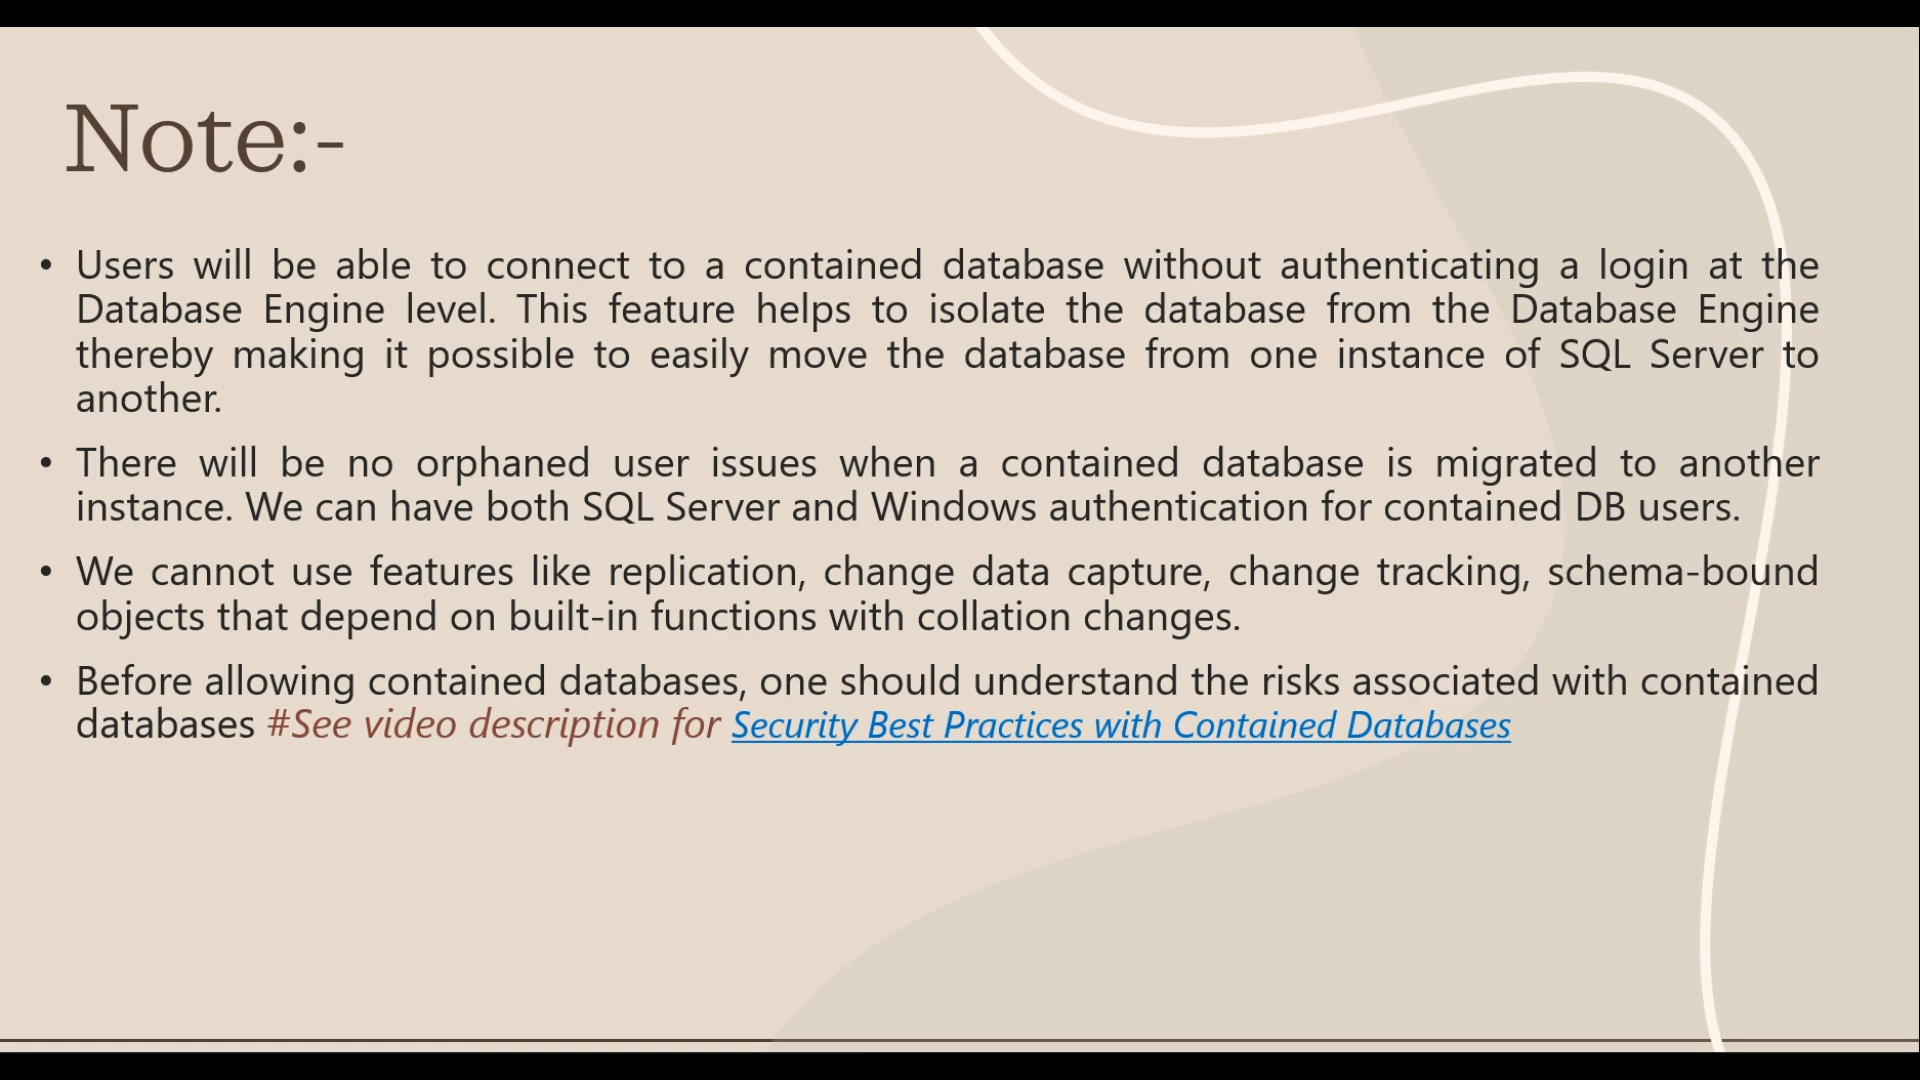 Note:-
• Users will be able to connect to a contained database without authenticating a login at the
Database Engine level. This feature helps to isolate the database from the Database Engine
thereby making it possible to easily move the database from one instance of SQL Server to
another.
• There will be no orphaned user issues when a contained database is migrated to another
instance. We can have both SQL Server and Windows authentication for contained DB users.
• We cannot use features like replication, change data capture, change tracking, schema-bound
objects that depend on built-in functions with collation changes.
• Before allowing contained databases, one should understand the risks associated with contained
databases #See video description for Security Best Practices with Contained Databases